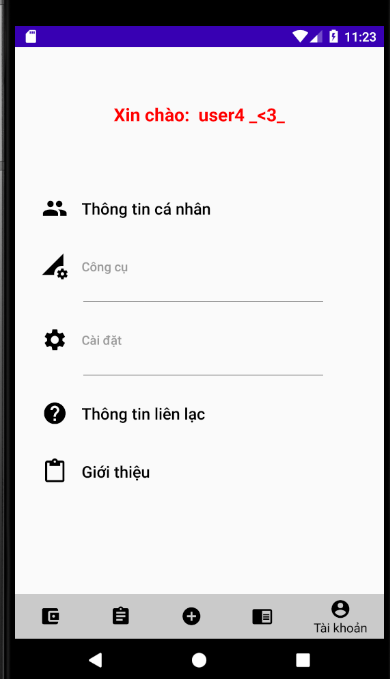 11:23
Xin chào:  user4 _<3_
Thông tin cá nhân
Công cụ
Cài đặt
Thông tin liên lạc
Giới thiệu
Tài khoản